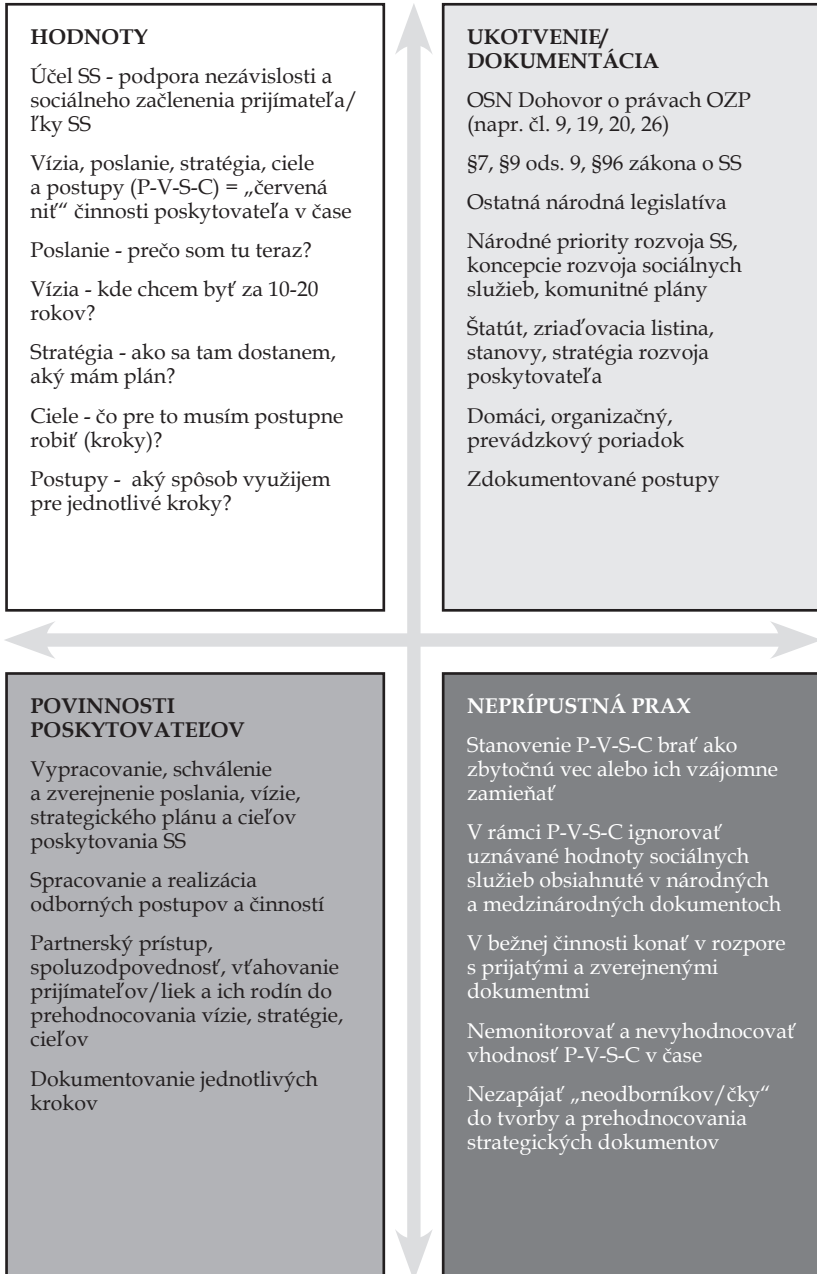 HODNOTY
Účel SS - podpora nezávislosti a
sociálneho začlenenia prijímateľa/
ľky SS
Vízia, poslanie, stratégia, ciele
a postupy (P-V-S-C) = „červená
niť“ činnosti poskytovateľa v čase
Poslanie - prečo som tu teraz?
Vízia - kde chcem byť za 10-20
rokov?
Stratégia - ako sa tam dostanem,
aký mám plán?
Ciele - čo pre to musím postupne
robiť (kroky)?
Postupy - aký spôsob využijem
pre jednotlivé kroky?
UKOTVENIE/
DOKUMENTÁCIA
OSN Dohovor o právach OZP
(napr. čl. 9, 19, 20, 26)
§7, §9 ods. 9, §96 zákona o SS
Ostatná národná legislatíva
Národné priority rozvoja SS,
koncepcie rozvoja sociálnych
služieb, komunitné plány
Štatút, zriaďovacia listina,
stanovy, stratégia rozvoja
poskytovateľa
Domáci, organizačný,
prevádzkový poriadok
Zdokumentované postupy
POVINNOSTI
POSKYTOVATEĽOV
Vypracovanie, schválenie
a zverejnenie poslania, vízie,
strategického plánu a cieľov
poskytovania SS
Spracovanie a realizácia
odborných postupov a činností
Partnerský prístup,
spoluzodpovednosť, vťahovanie
prijímateľov/liek a ich rodín do
prehodnocovania vízie, stratégie,
cieľov
Dokumentovanie jednotlivých
krokov
NEPRÍPUSTNÁ PRAX
Stanovenie P-V-S-C brať ako
zbytočnú vec alebo ich vzájomne
zamieňať
V rámci P-V-S-C ignorovať
uznávané hodnoty sociálnych
služieb obsiahnuté v národných
a medzinárodných dokumentoch
V bežnej činnosti konať v rozpore
s prijatými a zverejnenými
dokumentmi
Nemonitorovať a nevyhodnocovať
vhodnosť P-V-S-C v čase
Nezapájať „neodborníkov/čky“
do tvorby a prehodnocovania
strategických dokumentov